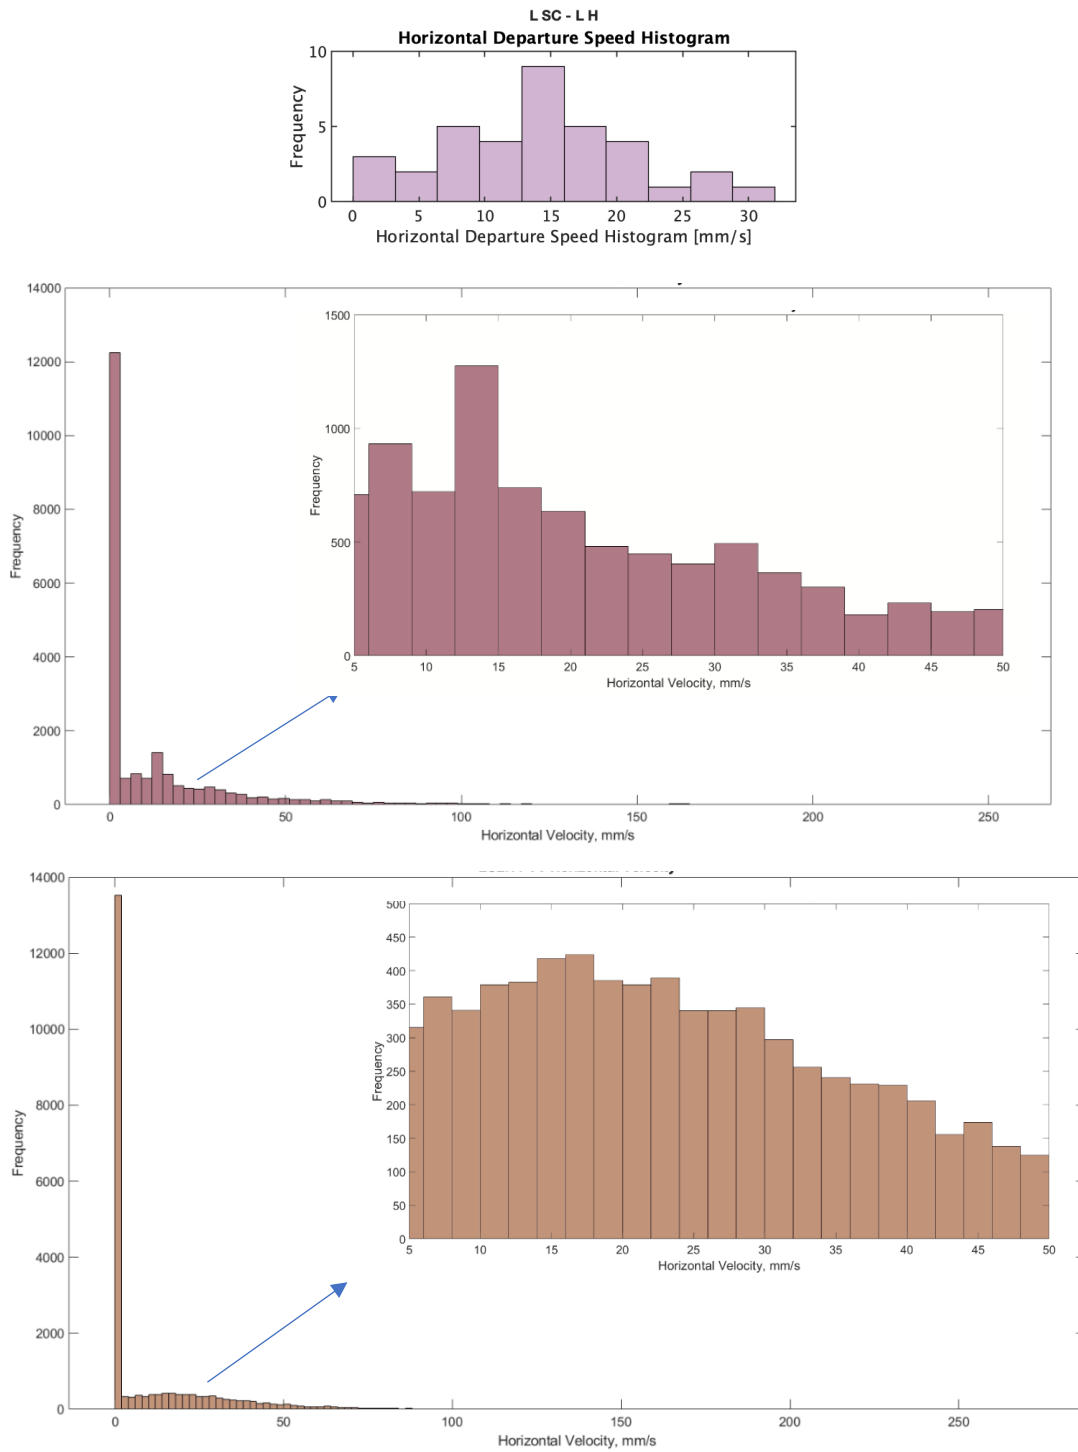 L SC - L H
Horizontal Departure Speed Histogram
10
5
0
Frequency
0 5 10 15 20 25 30
Horizontal Departure Speed Histogram [mm/s]
14000
12000
10000
8000
6000
4000
2000
0
Frequency
1500
1000
500
0
Frequency
5 10 15 20 25 30 35 40 45 50
Horizontal Velocity, mm/s
0 50 100 150 200 250
Horizontal Velocity, mm/s
14000
12000
10000
8000
6000
4000
2000
0
Frequency
500
450
400
350
300
250
200
150
100
50
0
Frequency
5 10 15 20 25 30 35 40 45 50
Horizontal Velocity, mm/s
0 50 100 150 200 250
Horizontal Velocity, mm/s